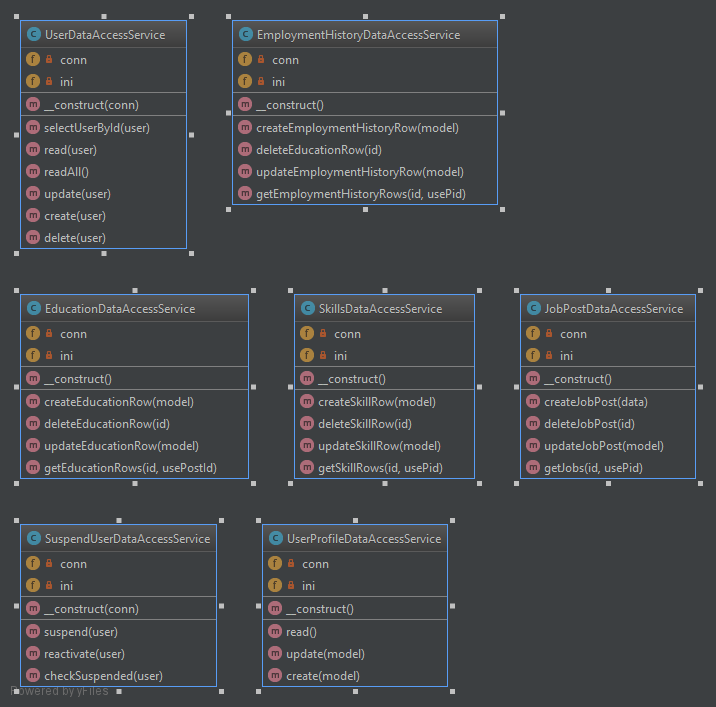 UserDataAccessService
conn
ini
__construct(conn)
selectUserById(user)
read(user)
readAll()
update(user)
create(user)
delete(user)
EmploymentHistoryDataAccessService
conn
ini
__construct()
createEmploymentHistoryRow(model)
deleteEducationRow(id)
updateEmploymentHistoryRow(model)
getEmploymentHistoryRows(id, usePid)
EducationDataAccessService
conn
ini
__construct()
createEducationRow(model)
deleteEducationRow(id)
updateEducationRow(model)
getEducationRows(id, usePostId)
SkillsDataAccessService
conn
ini
__construct()
createSkillRow(model)
deleteSkillRow(id)
updateSkillRow(model)
getSkillRows(id, usePid)
JobPostDataAccessService
conn
ini
__construct()
createJobPost(data)
deleteJobPost(id)
updateJobPost(model)
getJobs(id, usePid)
SuspendUserDataAccessService
conn
ini
__construct(conn)
suspend(user)
reactivate(user)
checkSuspended(user)
UserProfileDataAccessService
conn
ini
__construct()
read()
update(model)
create(model)
Powered by yFiles